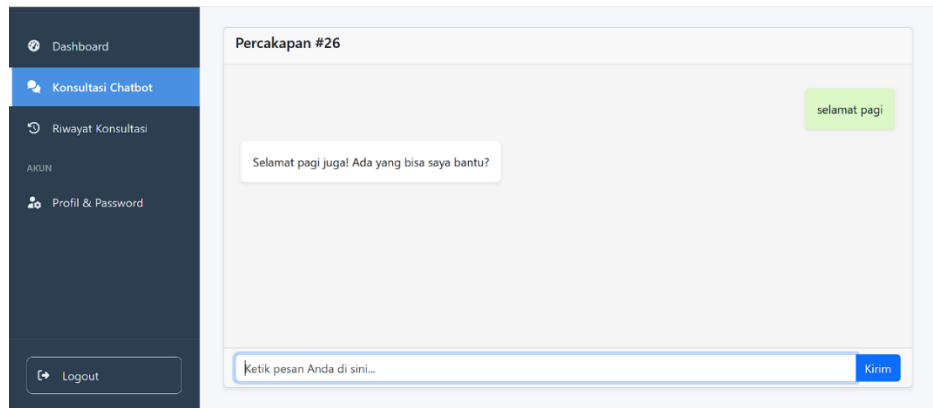 Dashboard
Konsultasi Chatbot
Riwayat Konsultasi
AKUN
Profil & Password
Logout
Percakapan #26
selamat pagi
Selamat pagi juga! Ada yang bisa saya bantu?
Ketik pesan Anda di sini...
Kirim